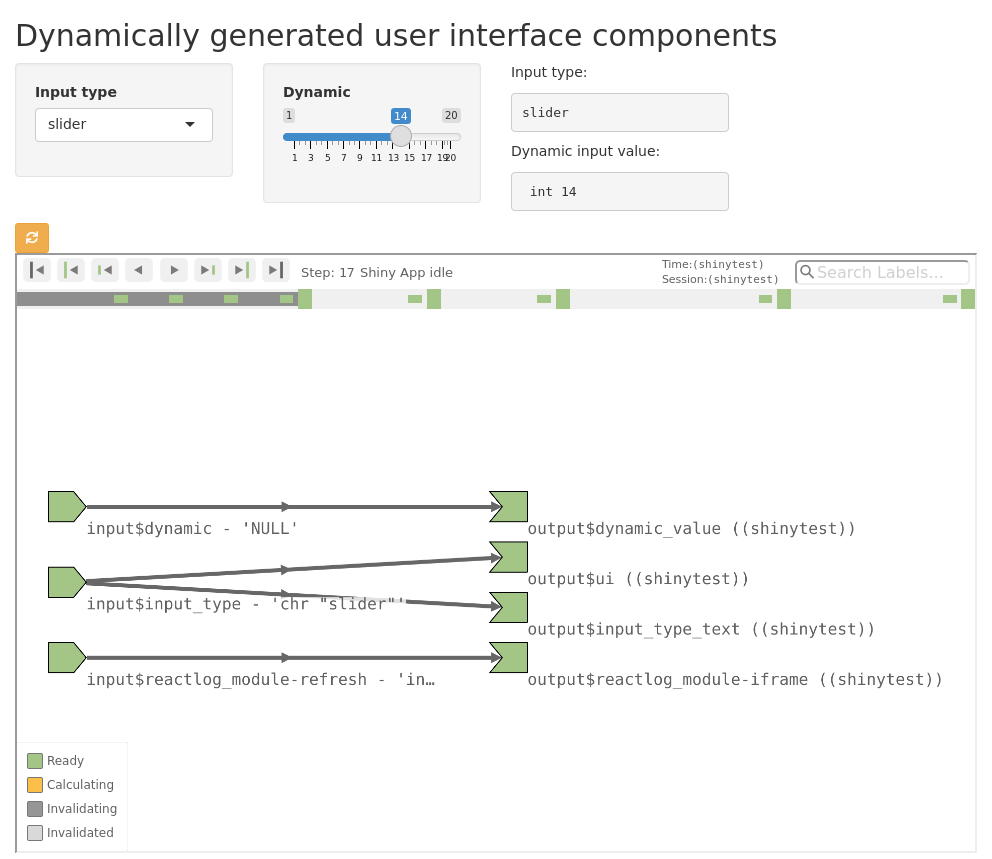 Dynamically generated user interface components
Input type
slider
Dynamic
1 14 20
1 3 5 7 9 11 13 15 17 19 20
Input type:
slider
Dynamic input value:
int 14
Step: 17 Shiny App idle
Time:(shinytest)
Session:(shinytest)
Search Labels...
input$dynamic - 'NULL'
output$dynamic_value ((shinytest))
output$ui ((shinytest))
input$input_type - 'chr "slider"'
output$input_type_text ((shinytest))
input$reactlog_module-refresh - 'in…
output$reactlog_module-iframe ((shinytest))
Ready
Calculating
Invalidating
Invalidated